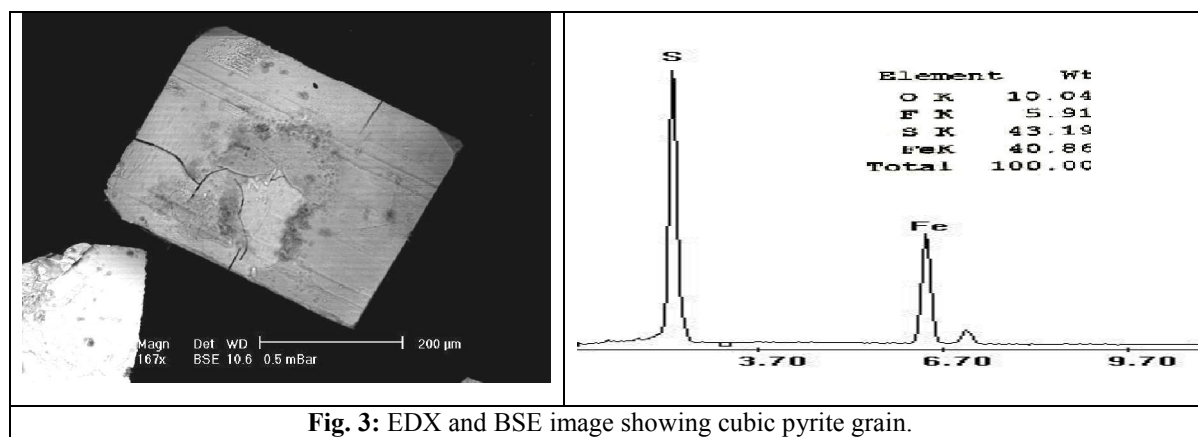 Magn Det WD 200 µm
167x BSE 10.6 0.5 mBar
S
Element Wt
O K 10.04
F K 5.91
S K 43.19
FeK 40.86
Total 100.00
Fe
3.70 6.70 9.70
Fig. 3: EDX and BSE image showing cubic pyrite grain.